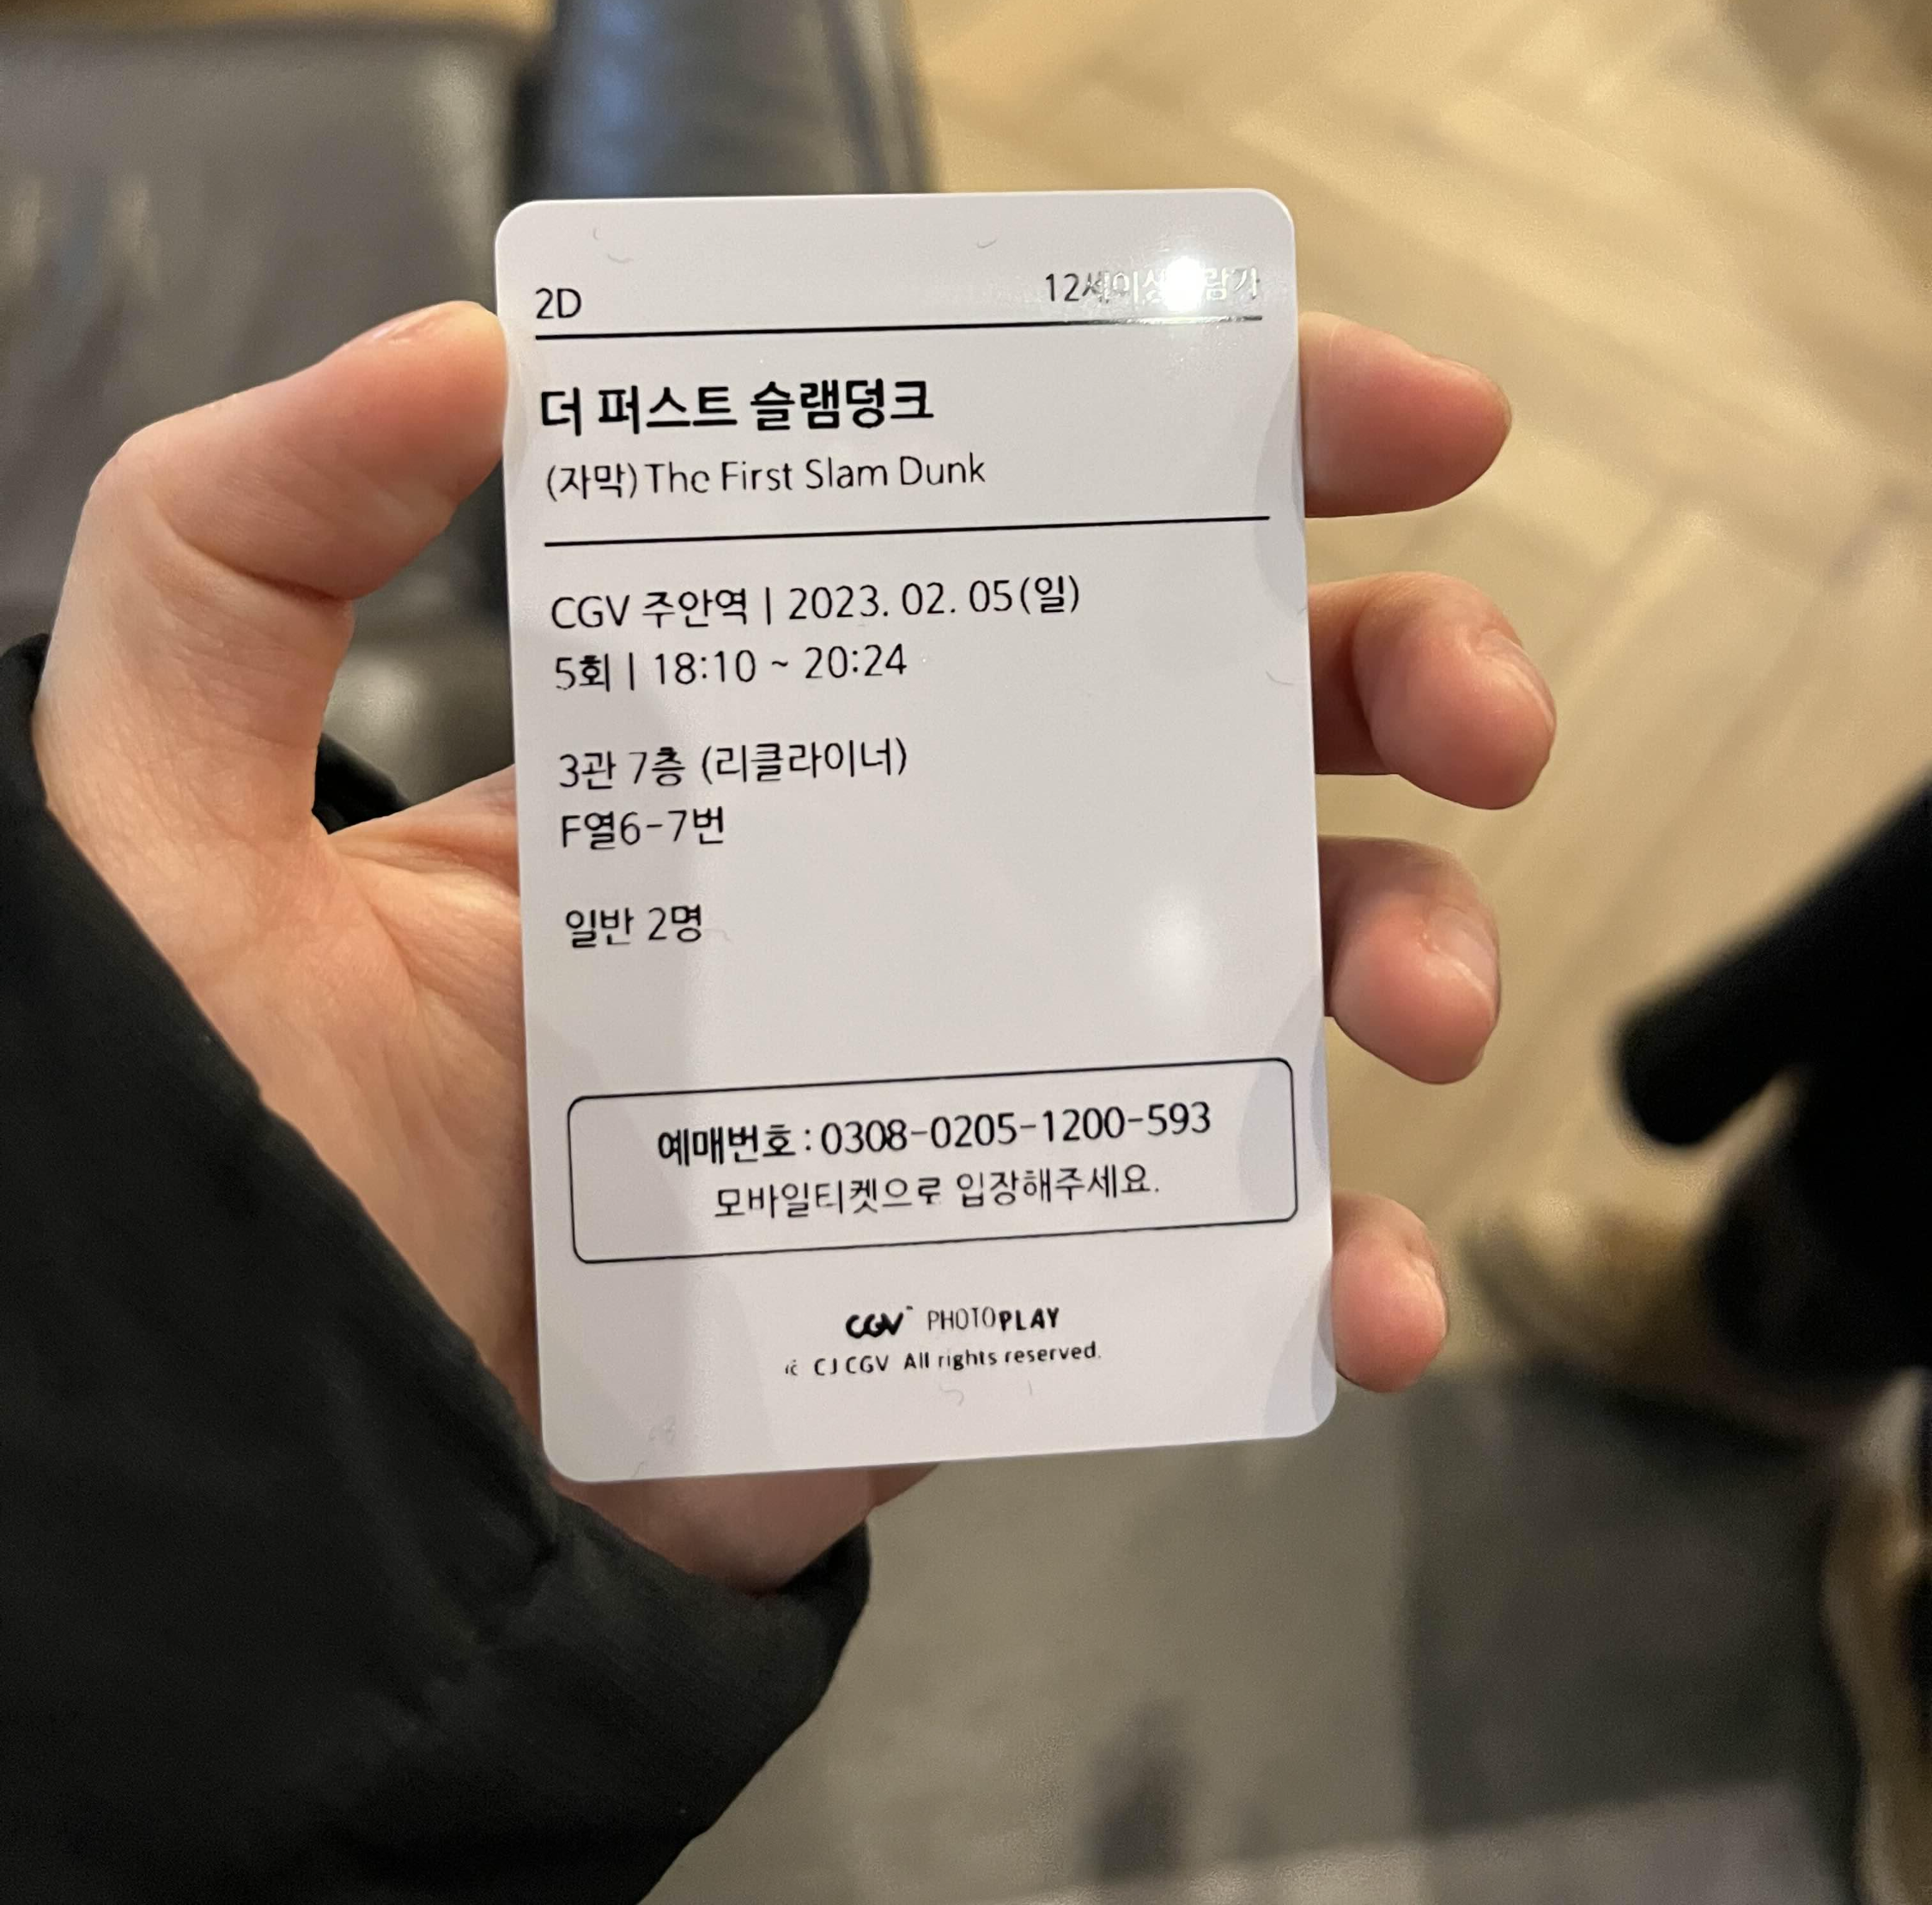 2D
12세이상관람가
더 퍼스트 슬램덩크
(자막)The First Slam Dunk
CGV 주안역 | 2023. 02. 05(일)
5회 | 18:10 ~ 20:24
3관 7층 (리클라이너)
F열6-7번
일반 2명
예매번호:0308-0205-1200-593
모바일티켓으로 입장해주세요.
CGV PHOTOPLAY
CJ CGV All rights reserved.